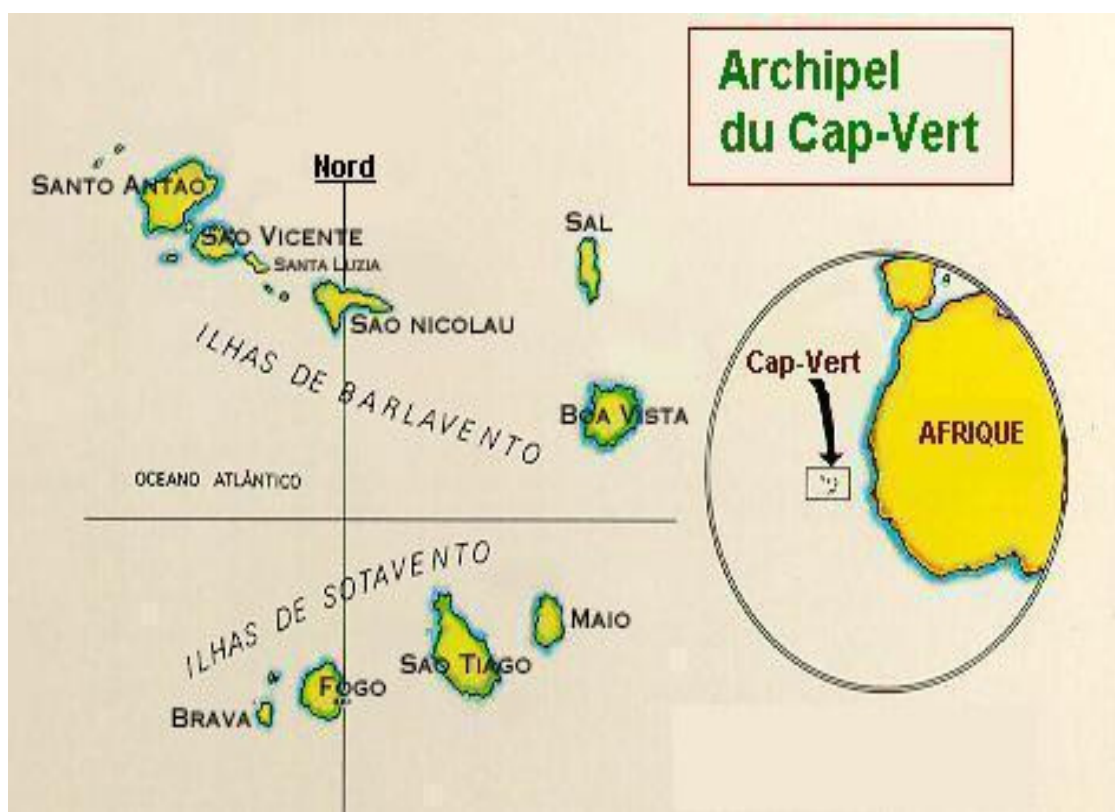 Archipel
du Cap-Vert
Nord
SANTO ANTAO
SAO VICENTE
SANTA LUZIA
SAL
SAO NICOLAU
ILHAS DE BARLAVENTO
BOA VISTA
Cap-Vert
AFRIQUE
OCEANO ATLÂNTICO
ILHAS DE SOTAVENTO
MAIO
SAO TIAGO
FOGO
BRAVA